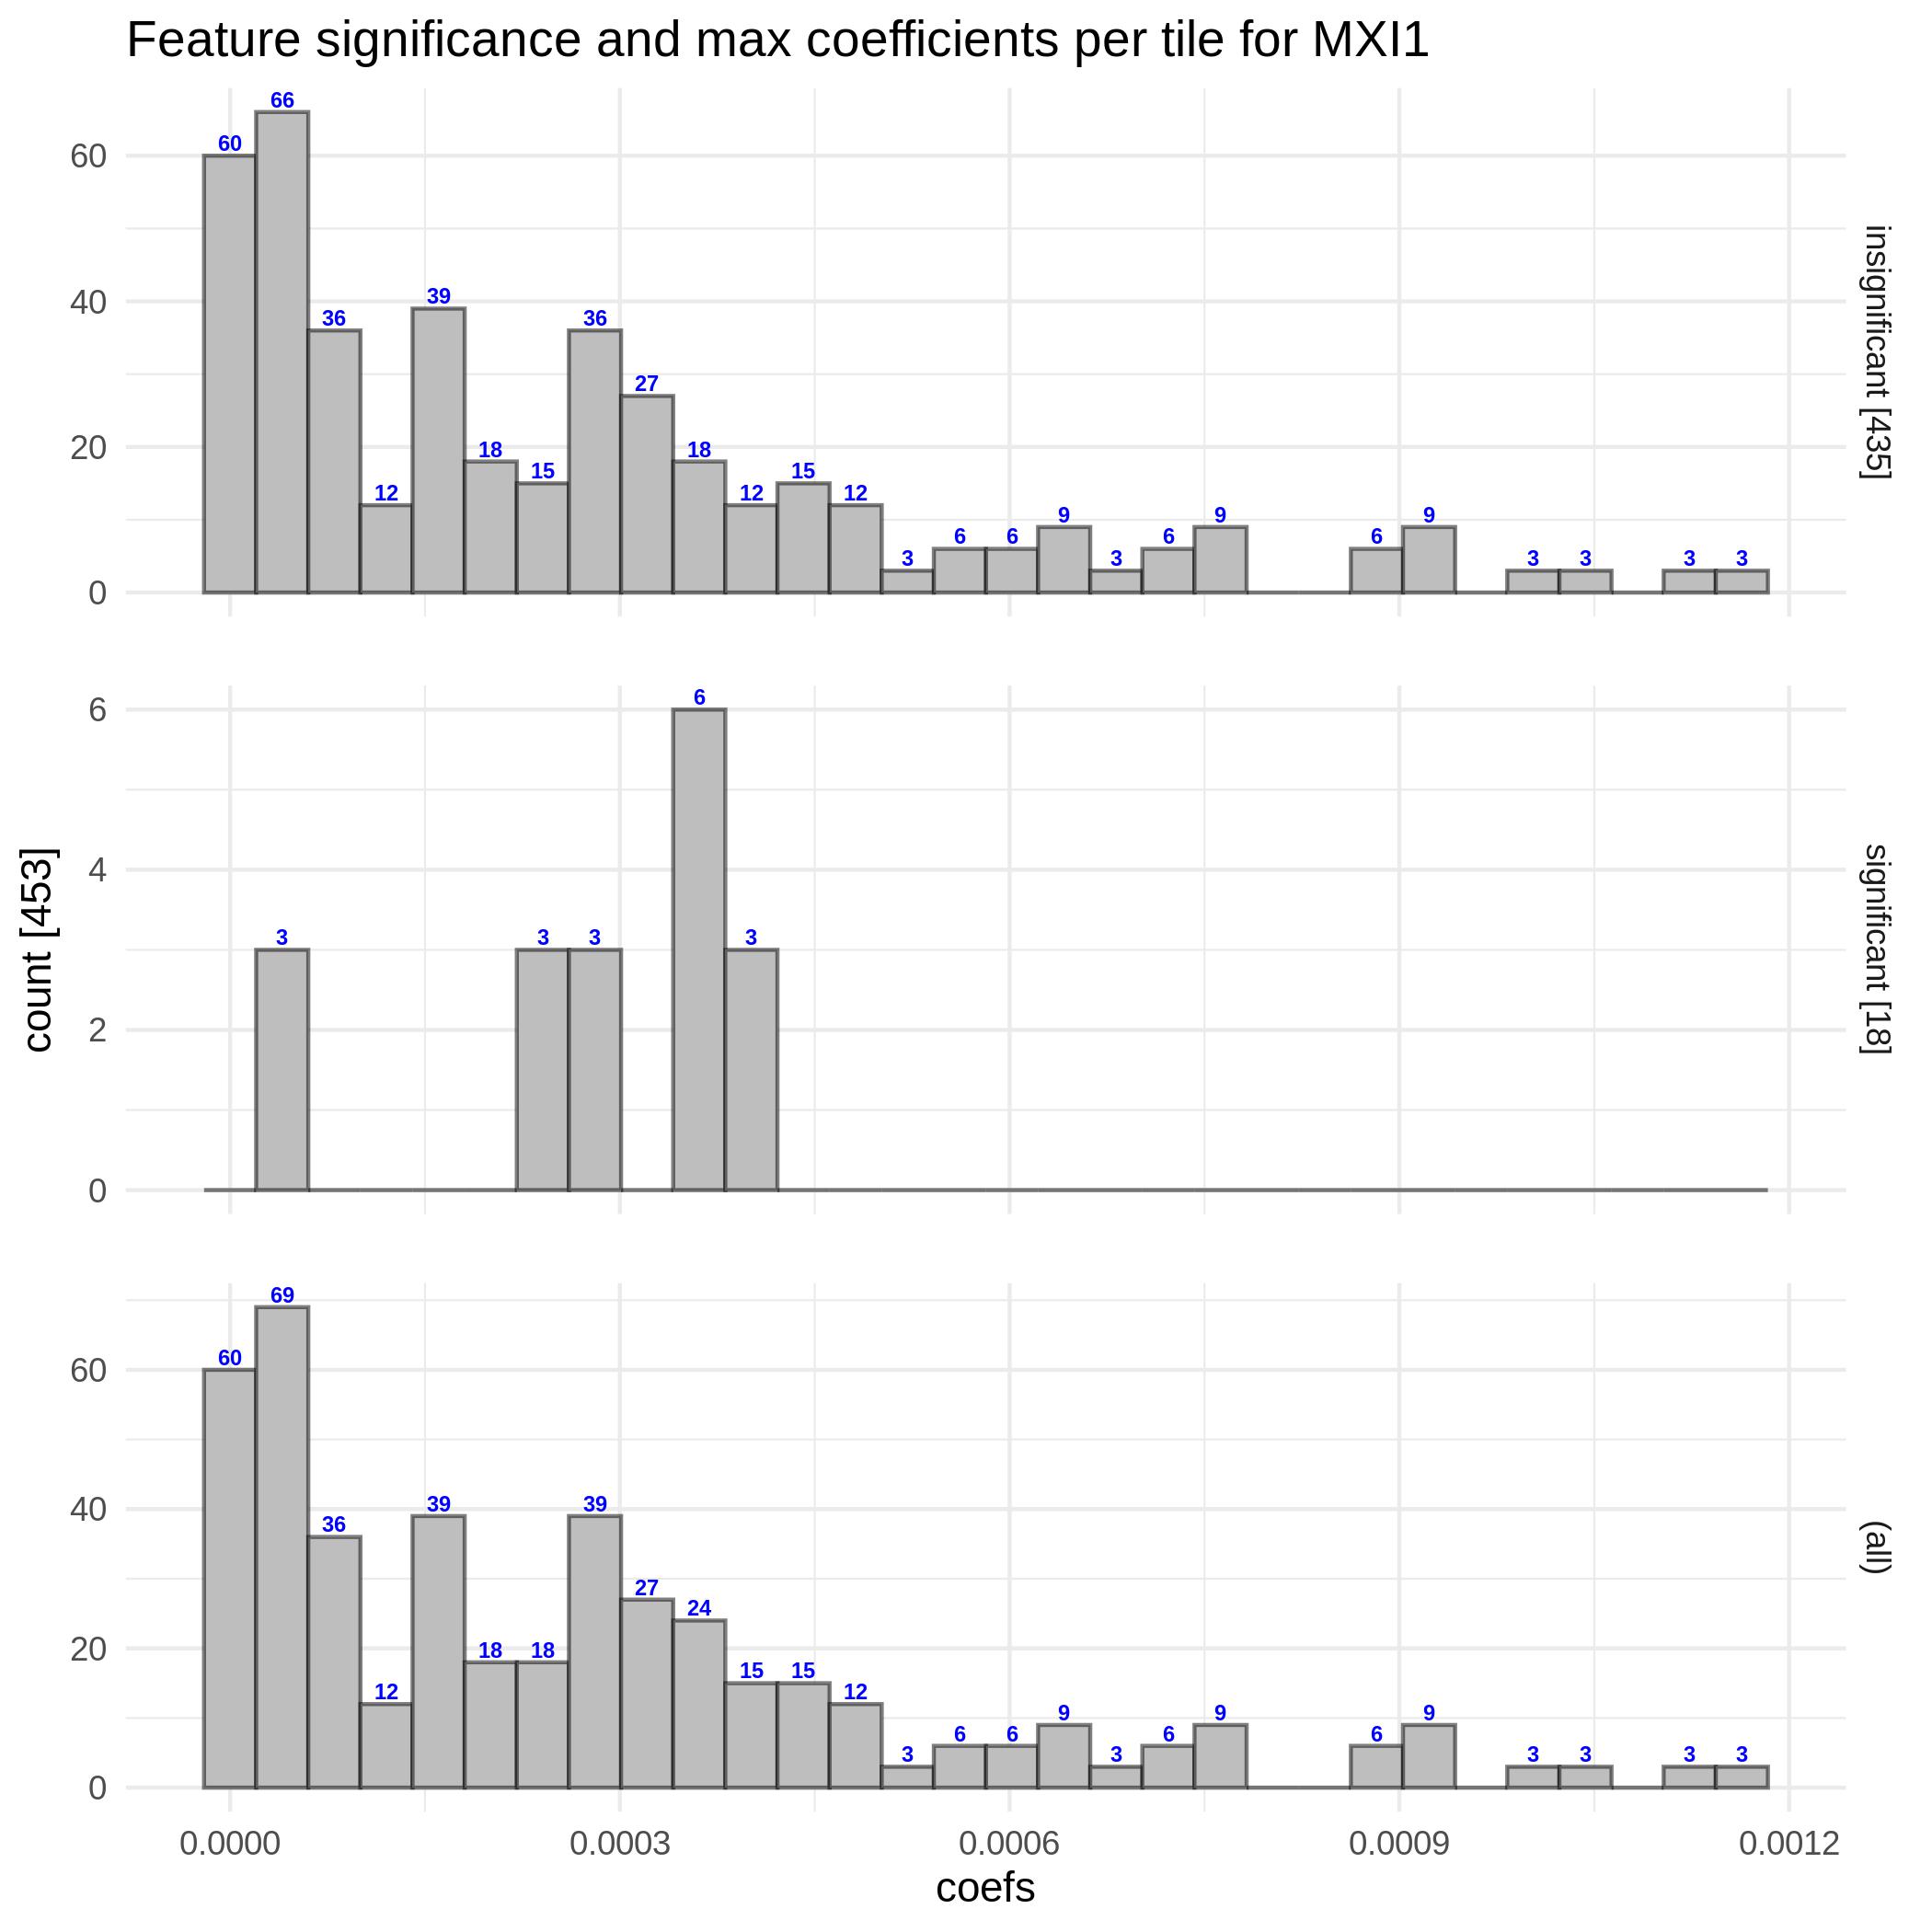 Feature significance and max coefficients per tile for MXI1
60 66 36 12 39 18 15 36 27 18 12 15 12 3 6 6 9 3 6 9 6 9 3 3 3 3
60
40
20
0
insignificant [435]
3 3 3 6 3
6
4
2
0
significant [18]
count [453]
60 69 36 12 39 18 18 39 27 24 15 15 12 3 6 6 9 3 6 9 6 9 3 3 3 3
60
40
20
0
(all)
0.0000 0.0003 0.0006 0.0009 0.0012
coefs